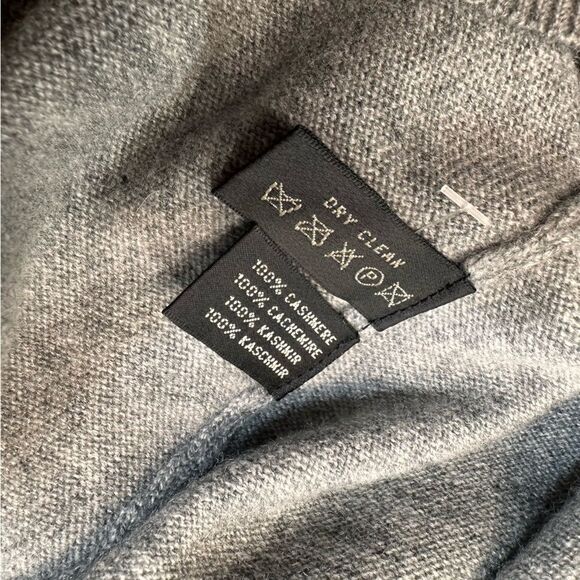 DRY CLEAN
P
100% CASHMERE
100% CACHEMIRE
100% KASHMIR
100% KASCHMIR